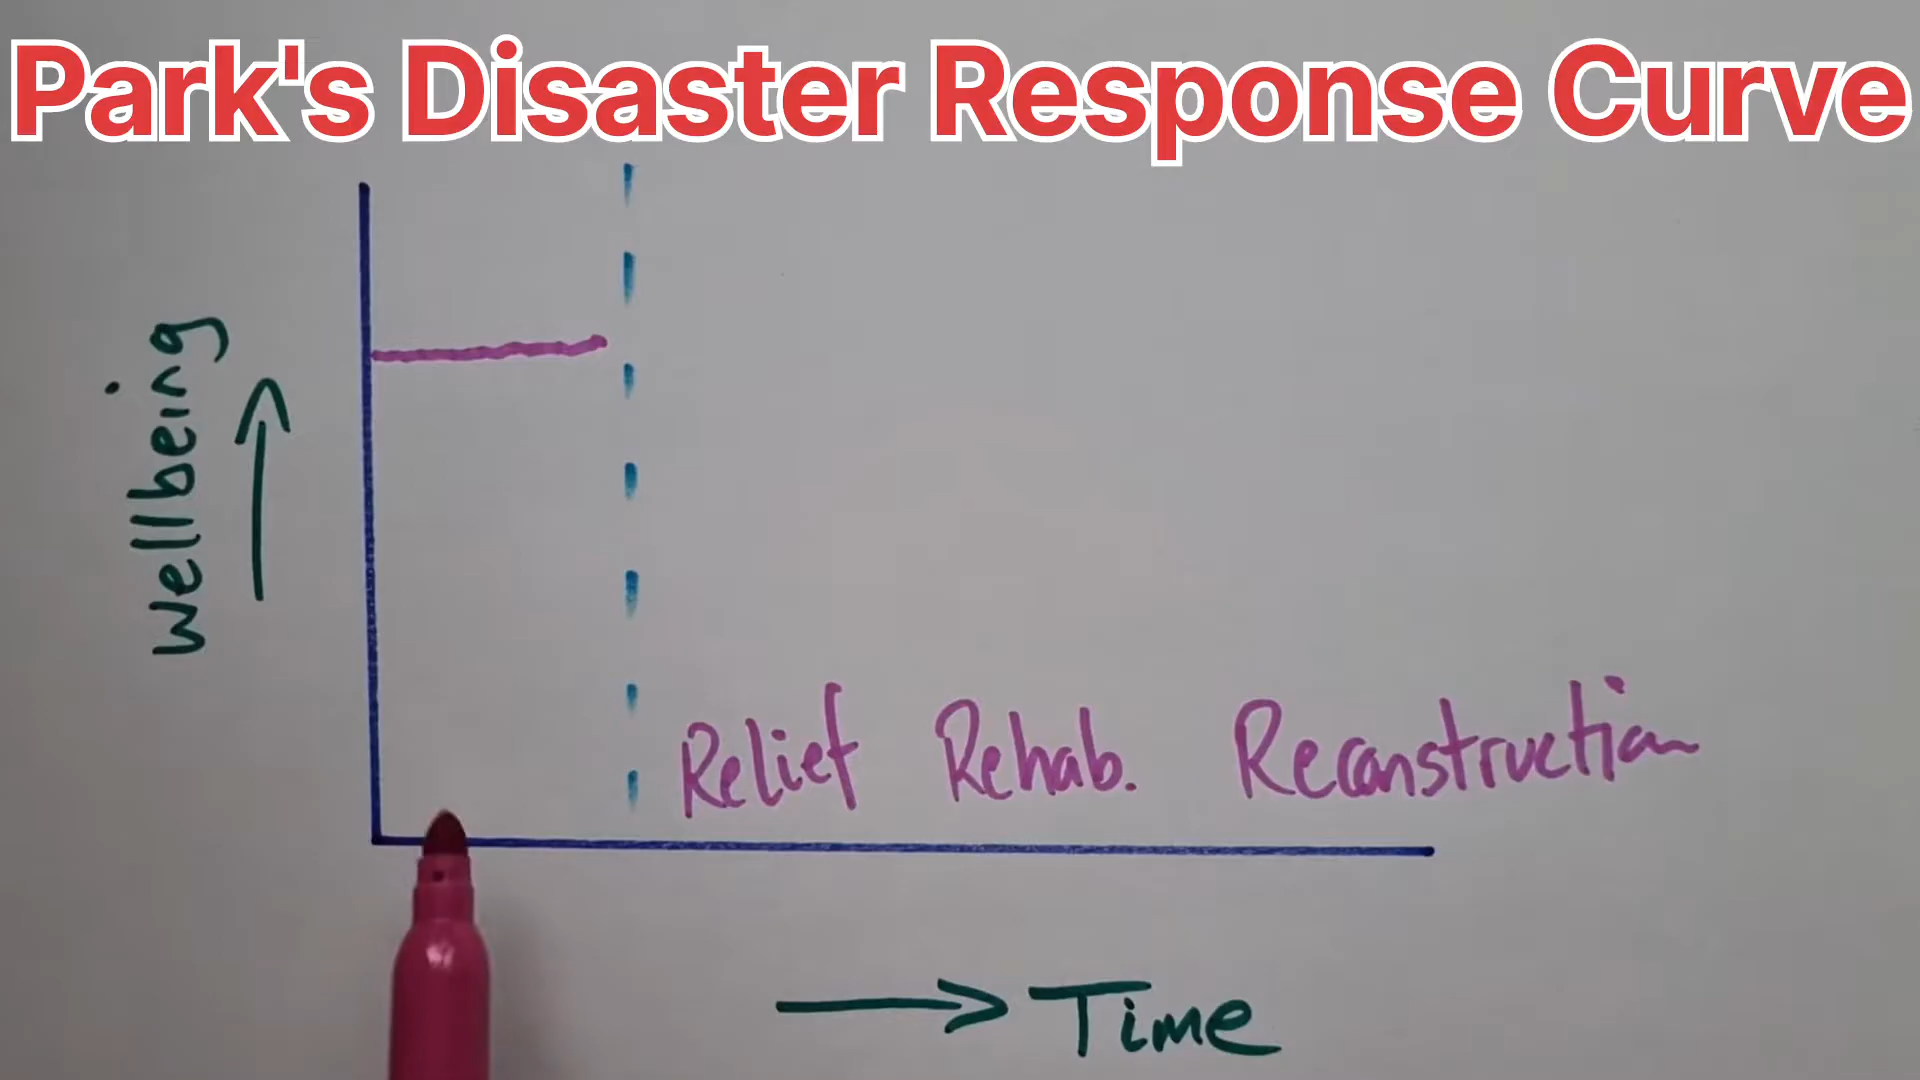 Park's Disaster Response Curve
wellbeing
Relief Rehab. Reconstruction
Time